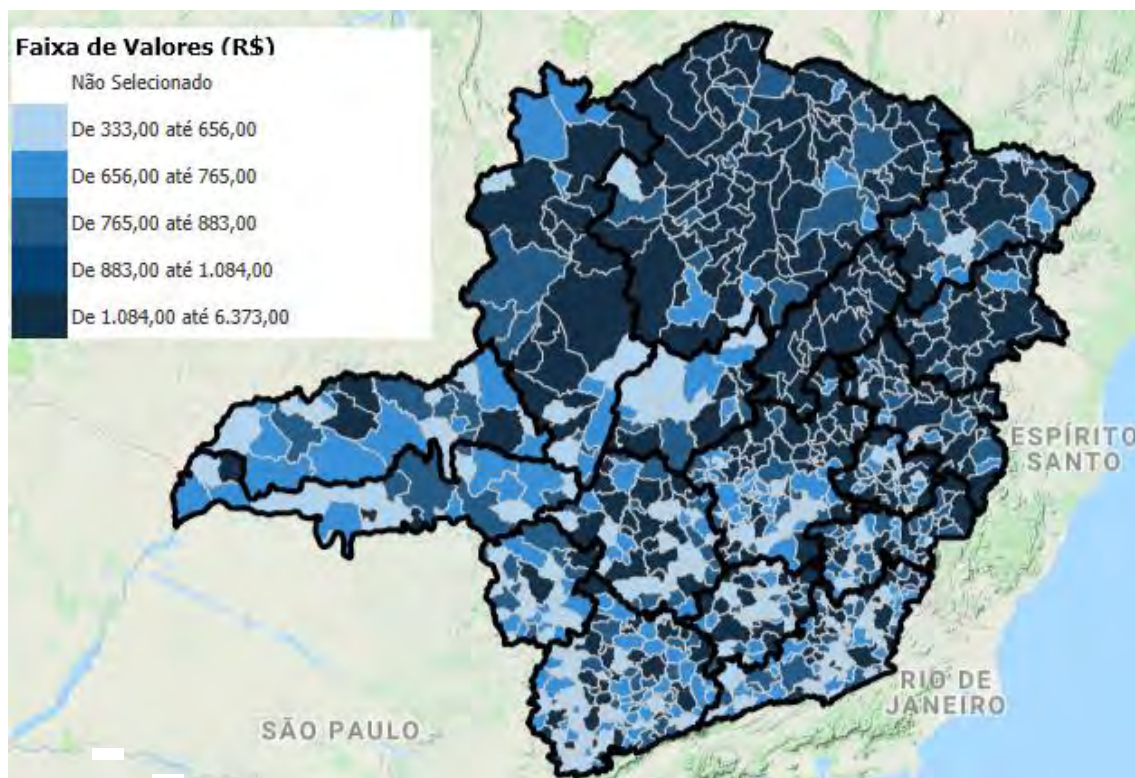 Faixa de Valores (R$)
Não Selecionado
De 333,00 até 656,00
De 656,00 até 765,00
De 765,00 até 883,00
De 883,00 até 1.084,00
De 1.084,00 até 6.373,00
ESPÍRITO
SANTO
RIO DE
JANEIRO
SÃO PAULO